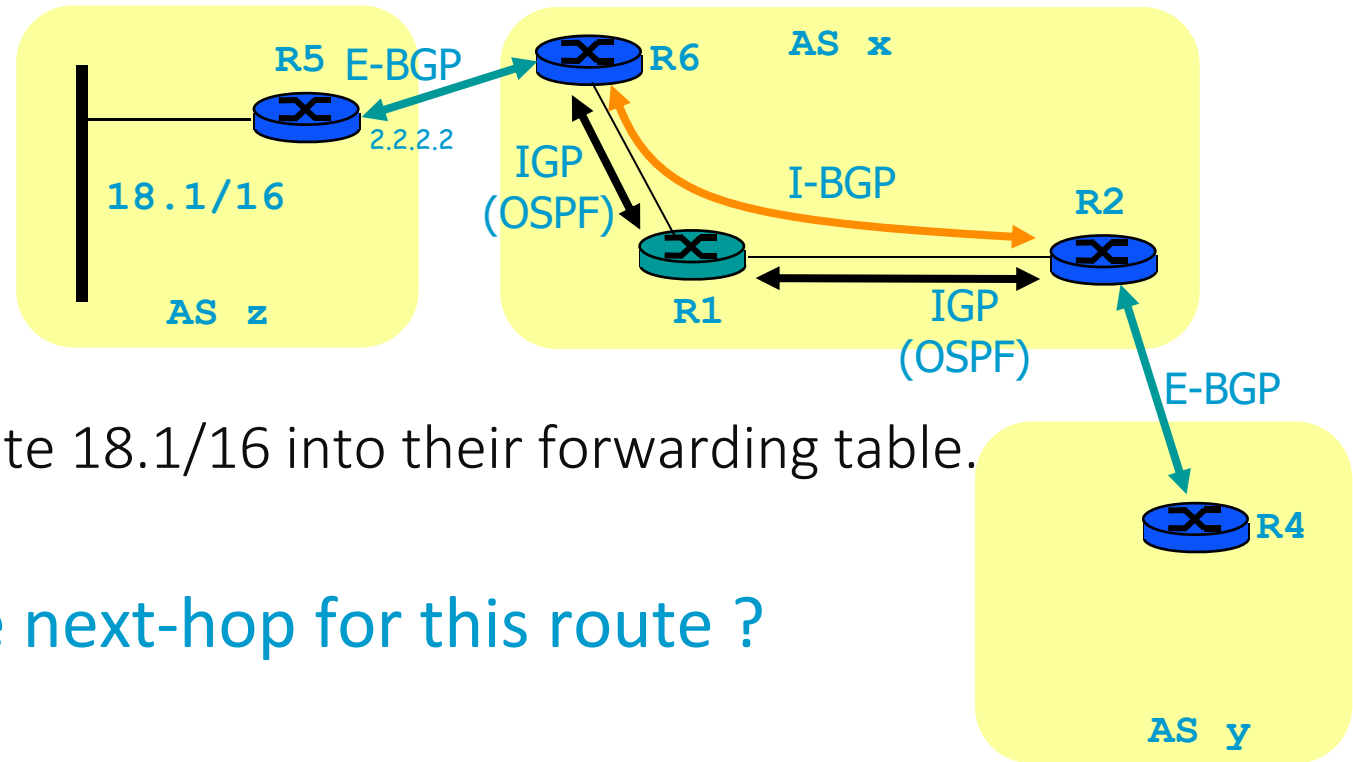 AS x
R5
E-BGP
R6
2.2.2.2
IGP
(OSPF)
I-BGP
18.1/16
R2
AS z
R1
IGP
(OSPF)
E-BGP
te 18.1/16 into their forwarding table.
R4
e next-hop for this route ?
AS y